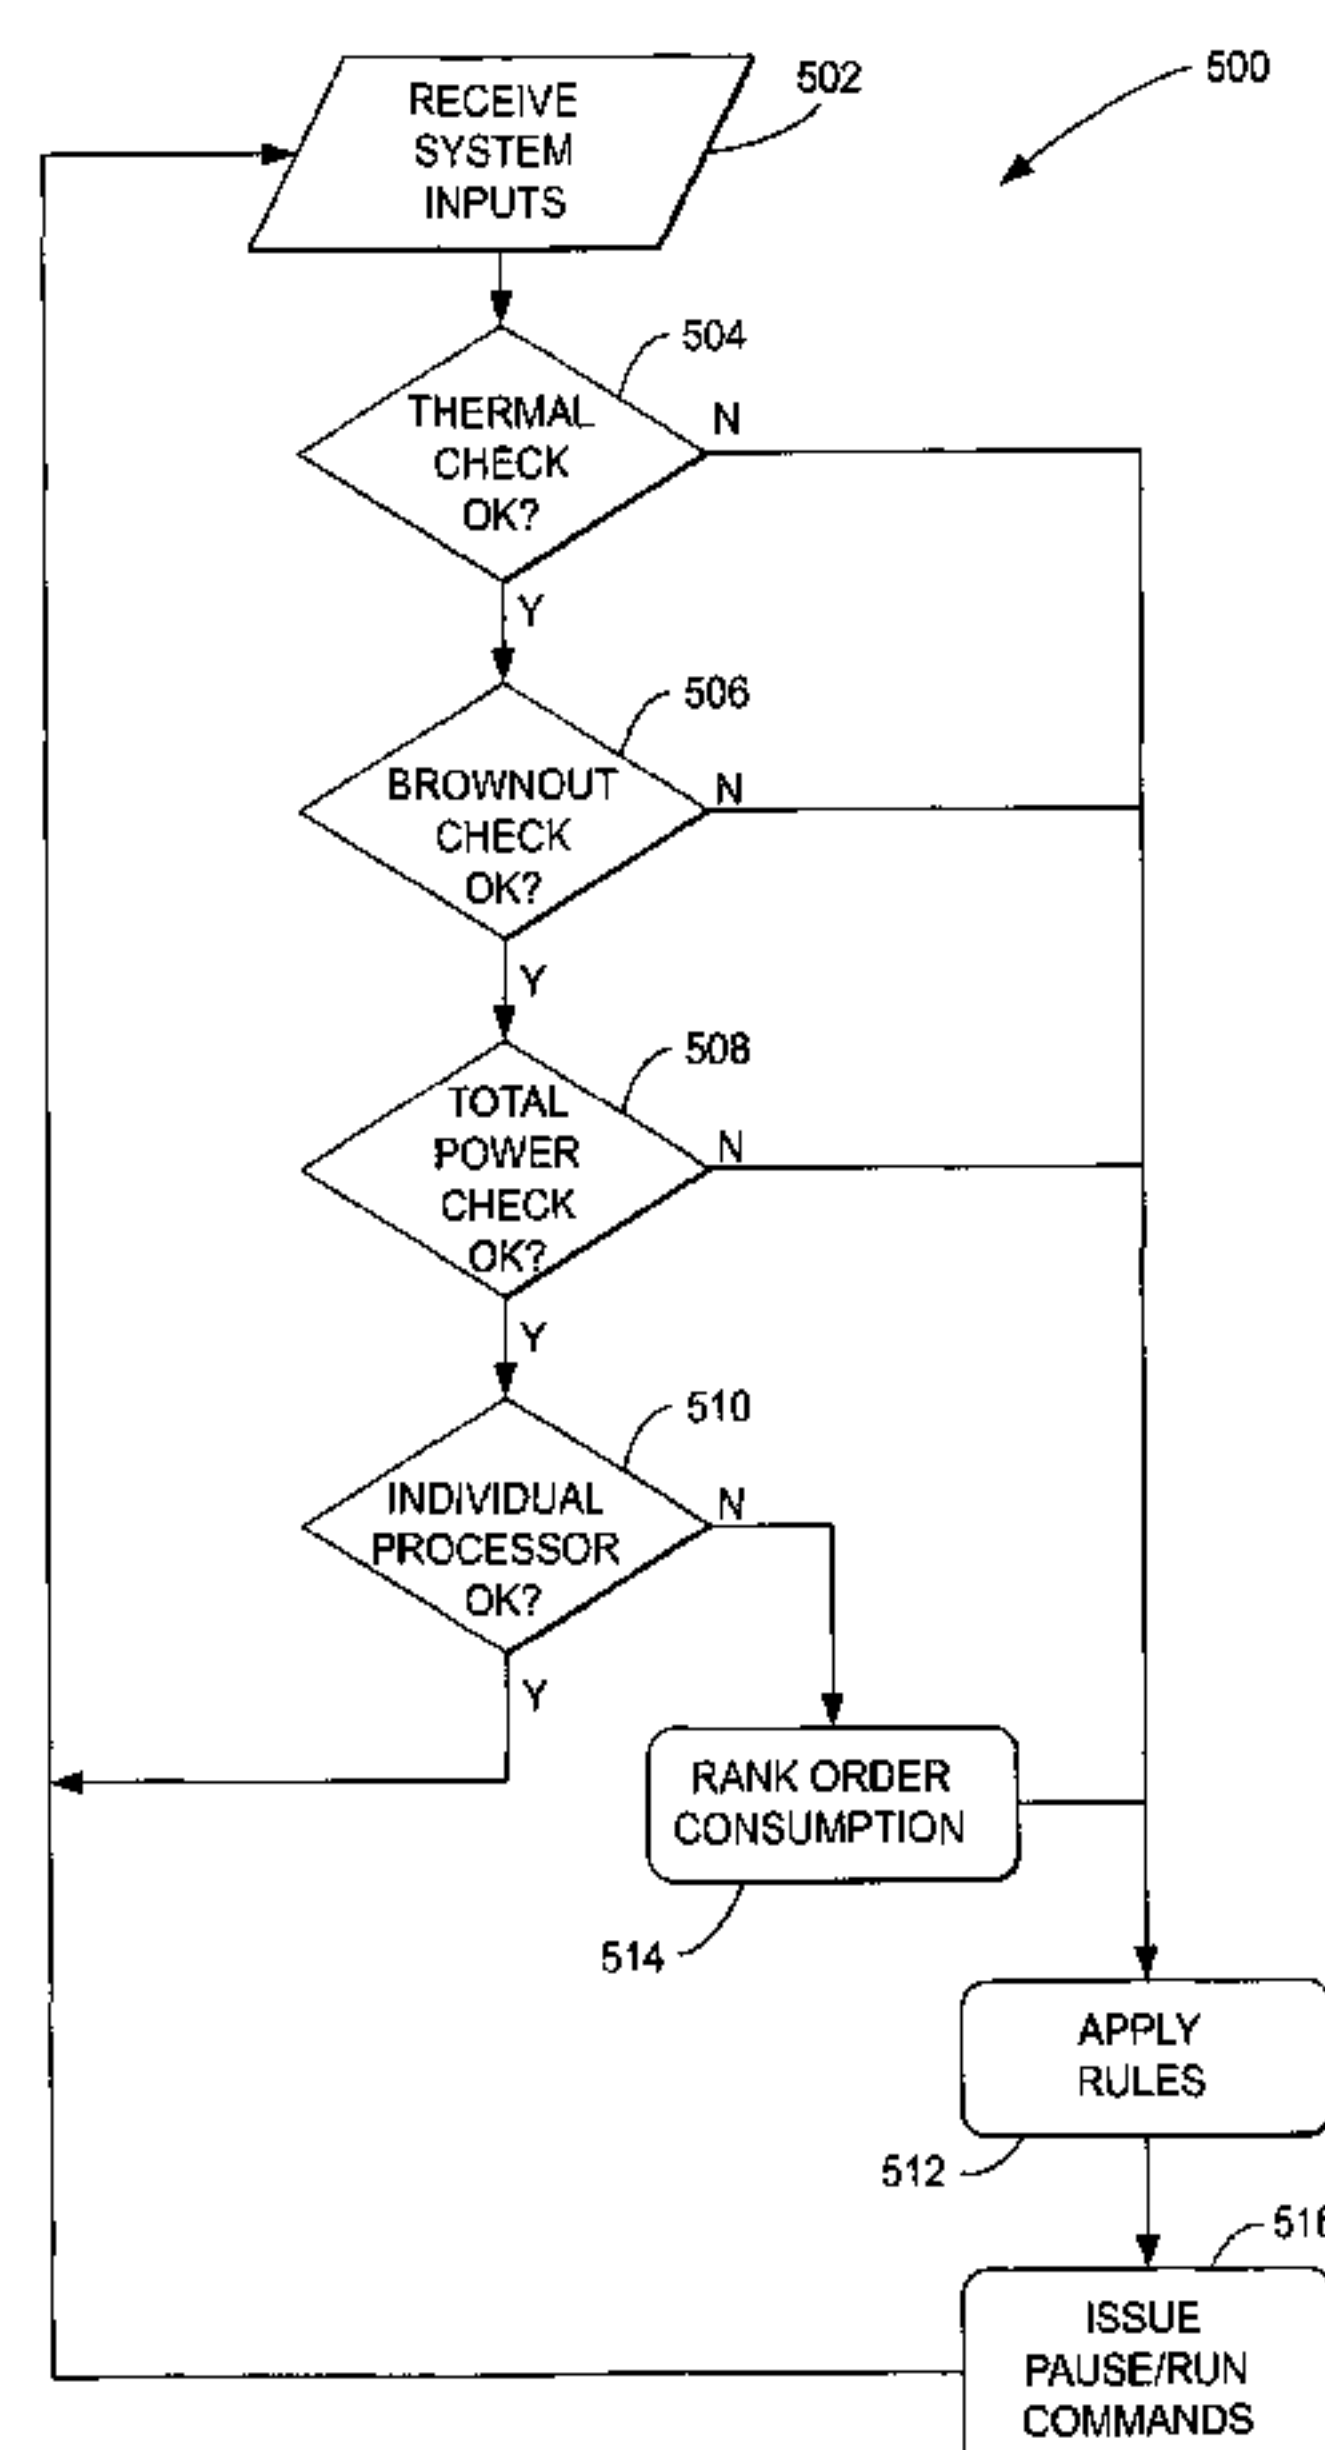 500
502
RECEIVE
SYSTEM
INPUTS
504
THERMAL
CHECK
OK?
N
Y
506
BROWNOUT
CHECK
OK?
N
Y
508
TOTAL
POWER
CHECK
OK?
N
Y
510
INDIVIDUAL
PROCESSOR
OK?
N
Y
RANK ORDER
CONSUMPTION
514
APPLY
RULES
512
ISSUE
PAUSE/RUN
COMMANDS